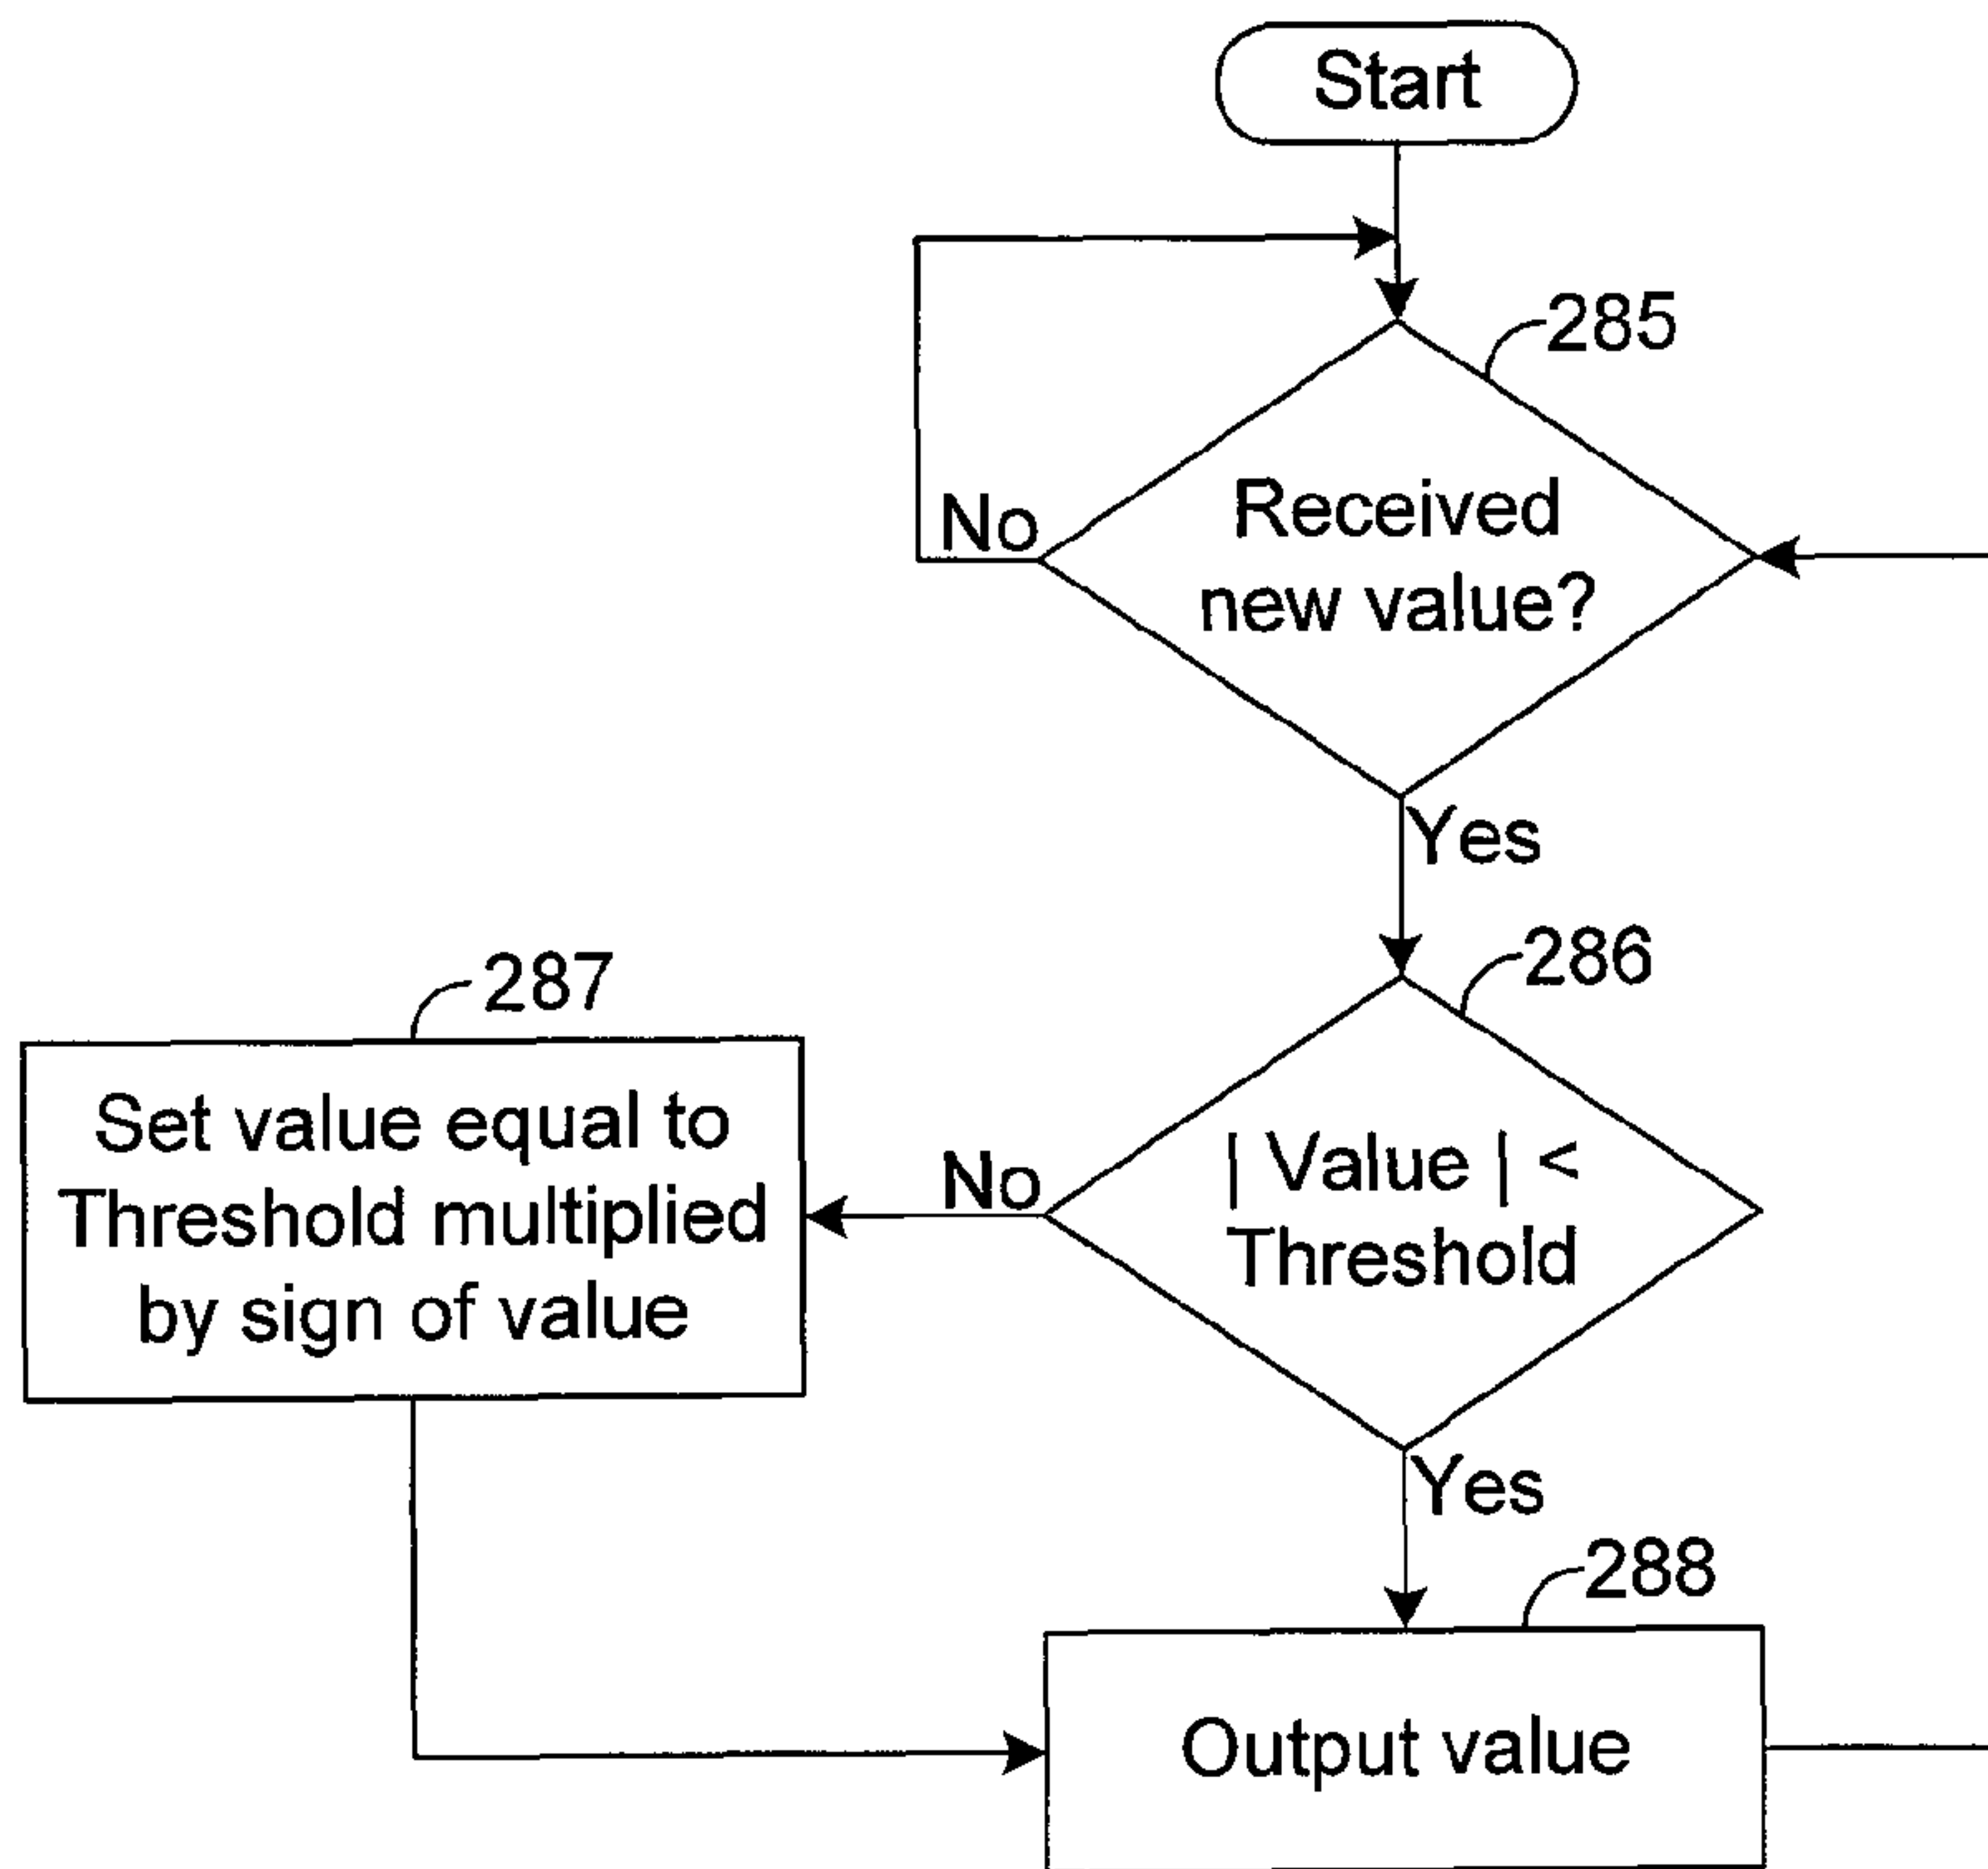 Start
285
Received
new value?
No
Yes
286
| Value | <
Threshold
No
287
Set value equal to
Threshold multiplied
by sign of value
Yes
288
Output value